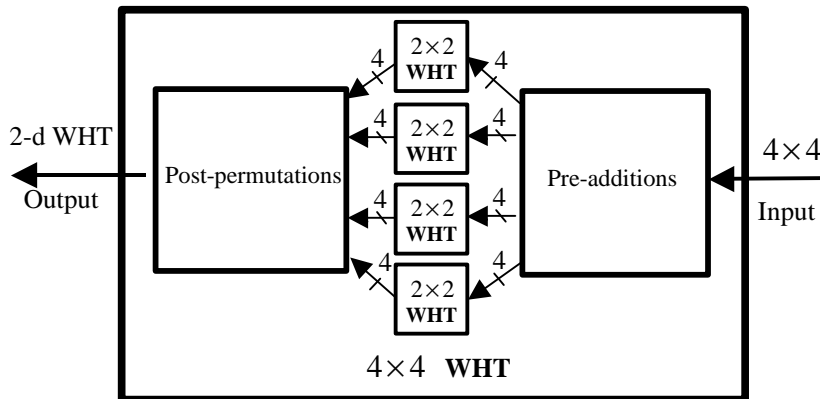 2×2
WHT
4
4
2-d WHT
2×2
WHT
4
4
4×4
Post-permutations
Pre-additions
Output
Input
2×2
WHT
4
4
2×2
WHT
4
4
4×4 WHT